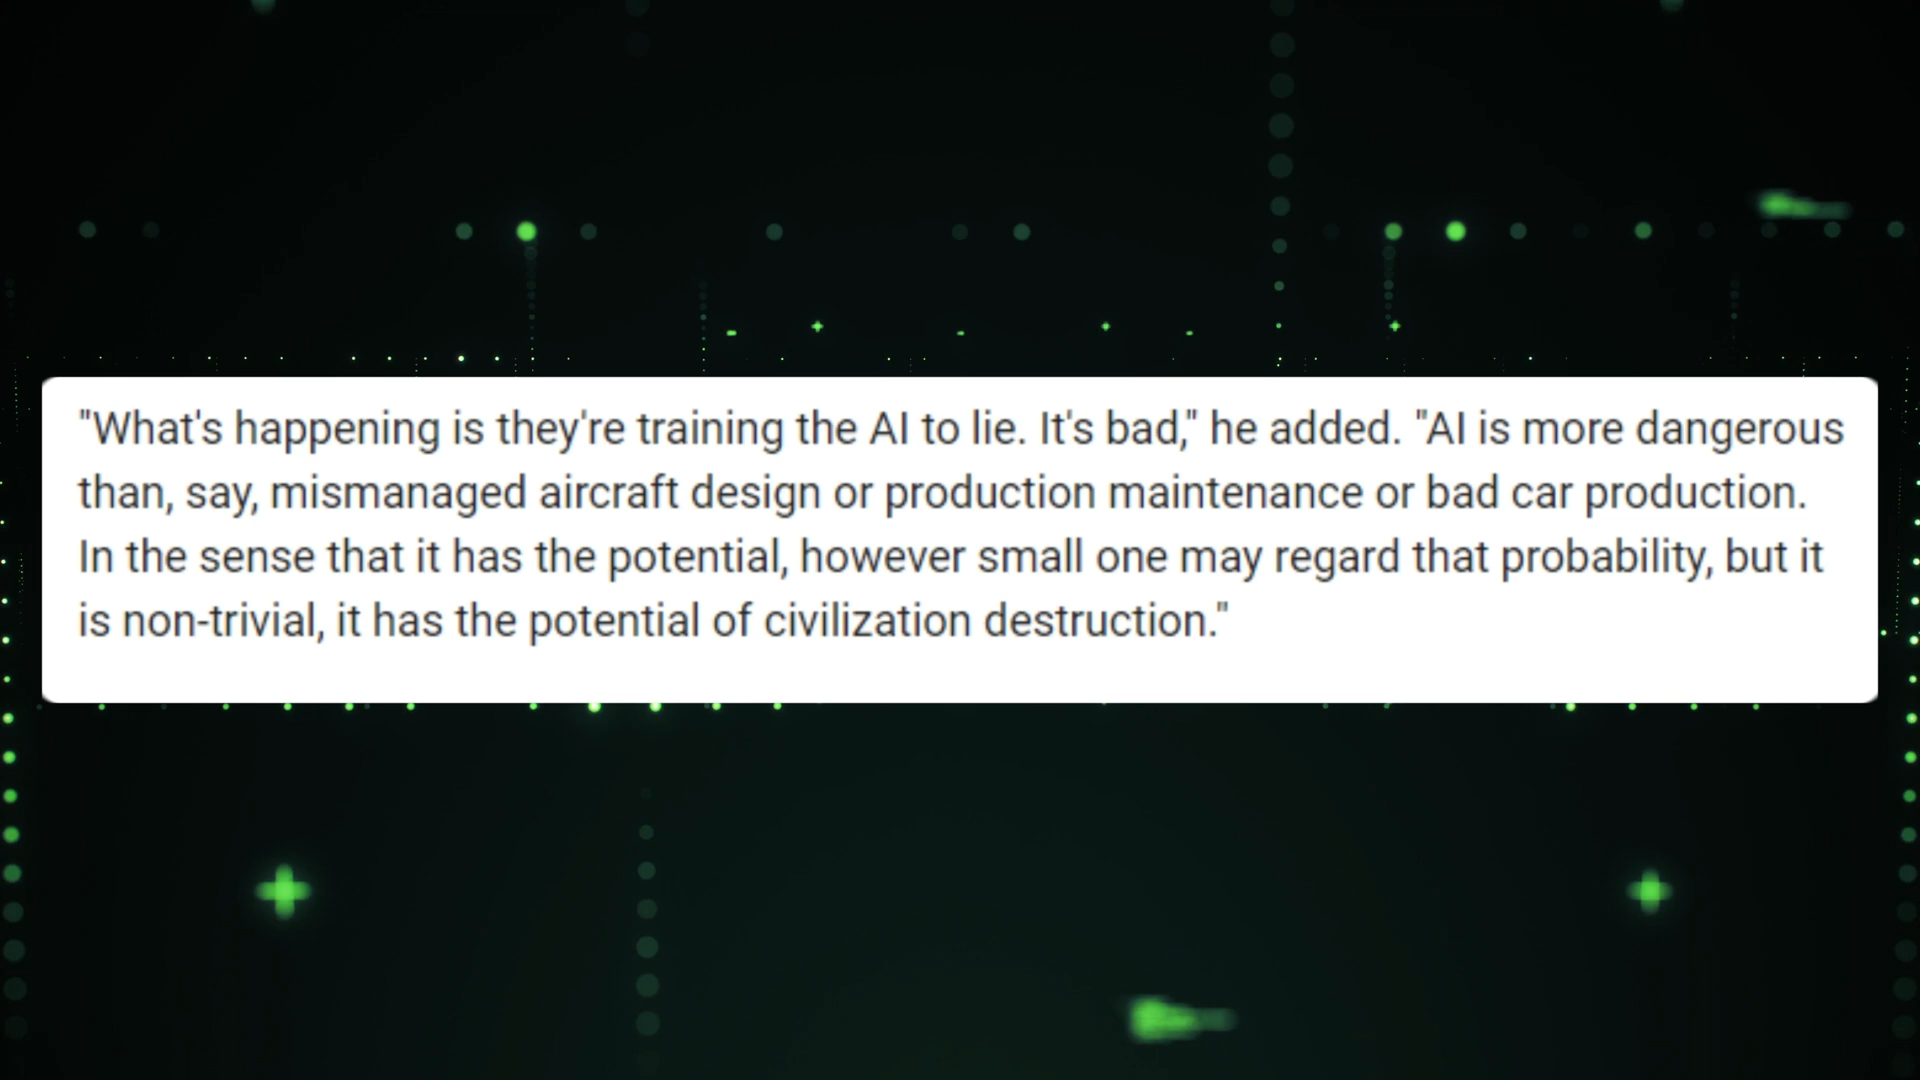 "What's happening is they're training the AI to lie. It's bad," he added. "AI is more dangerous
than, say, mismanaged aircraft design or production maintenance or bad car production.
In the sense that it has the potential, however small one may regard that probability, but it
is non-trivial, it has the potential of civilization destruction."